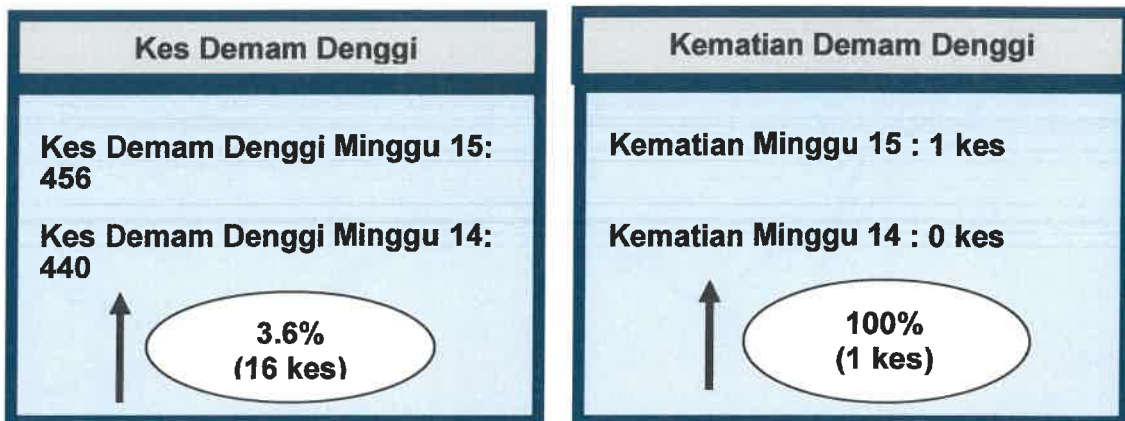 Kes Demam Denggi
Kes Demam Denggi Minggu 15:
456
Kes Demam Denggi Minggu 14:
440
3.6%
(16 kes)
Kematian Demam Denggi
Kematian Minggu 15 : 1 kes
Kematian Minggu 14 : 0 kes
100%
(1 kes)